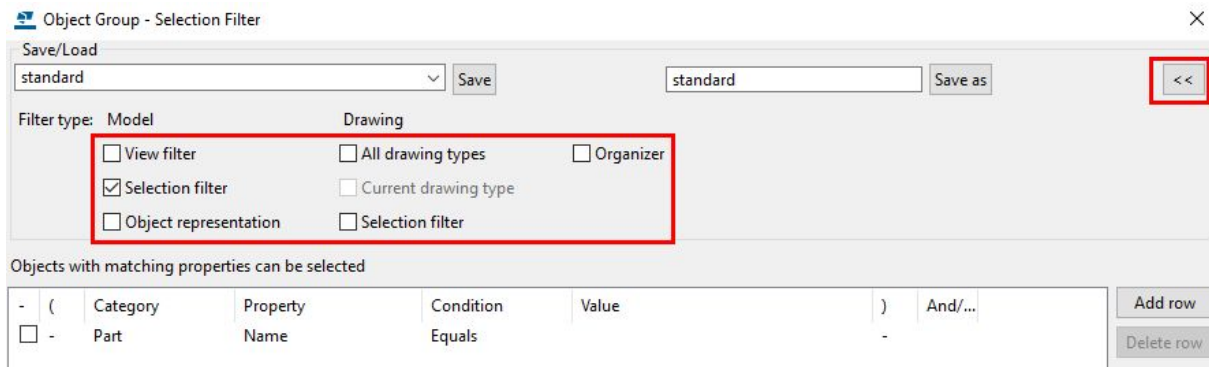 Object Group - Selection Filter
Save/Load
standard Save standard Save as <<
Filter type: Model Drawing
View filter All drawing types Organizer
Selection filter Current drawing type
Object representation Selection filter
Objects with matching properties can be selected
- ( Category Property Condition Value ) And/... Add row
- Part Name Equals - Delete row